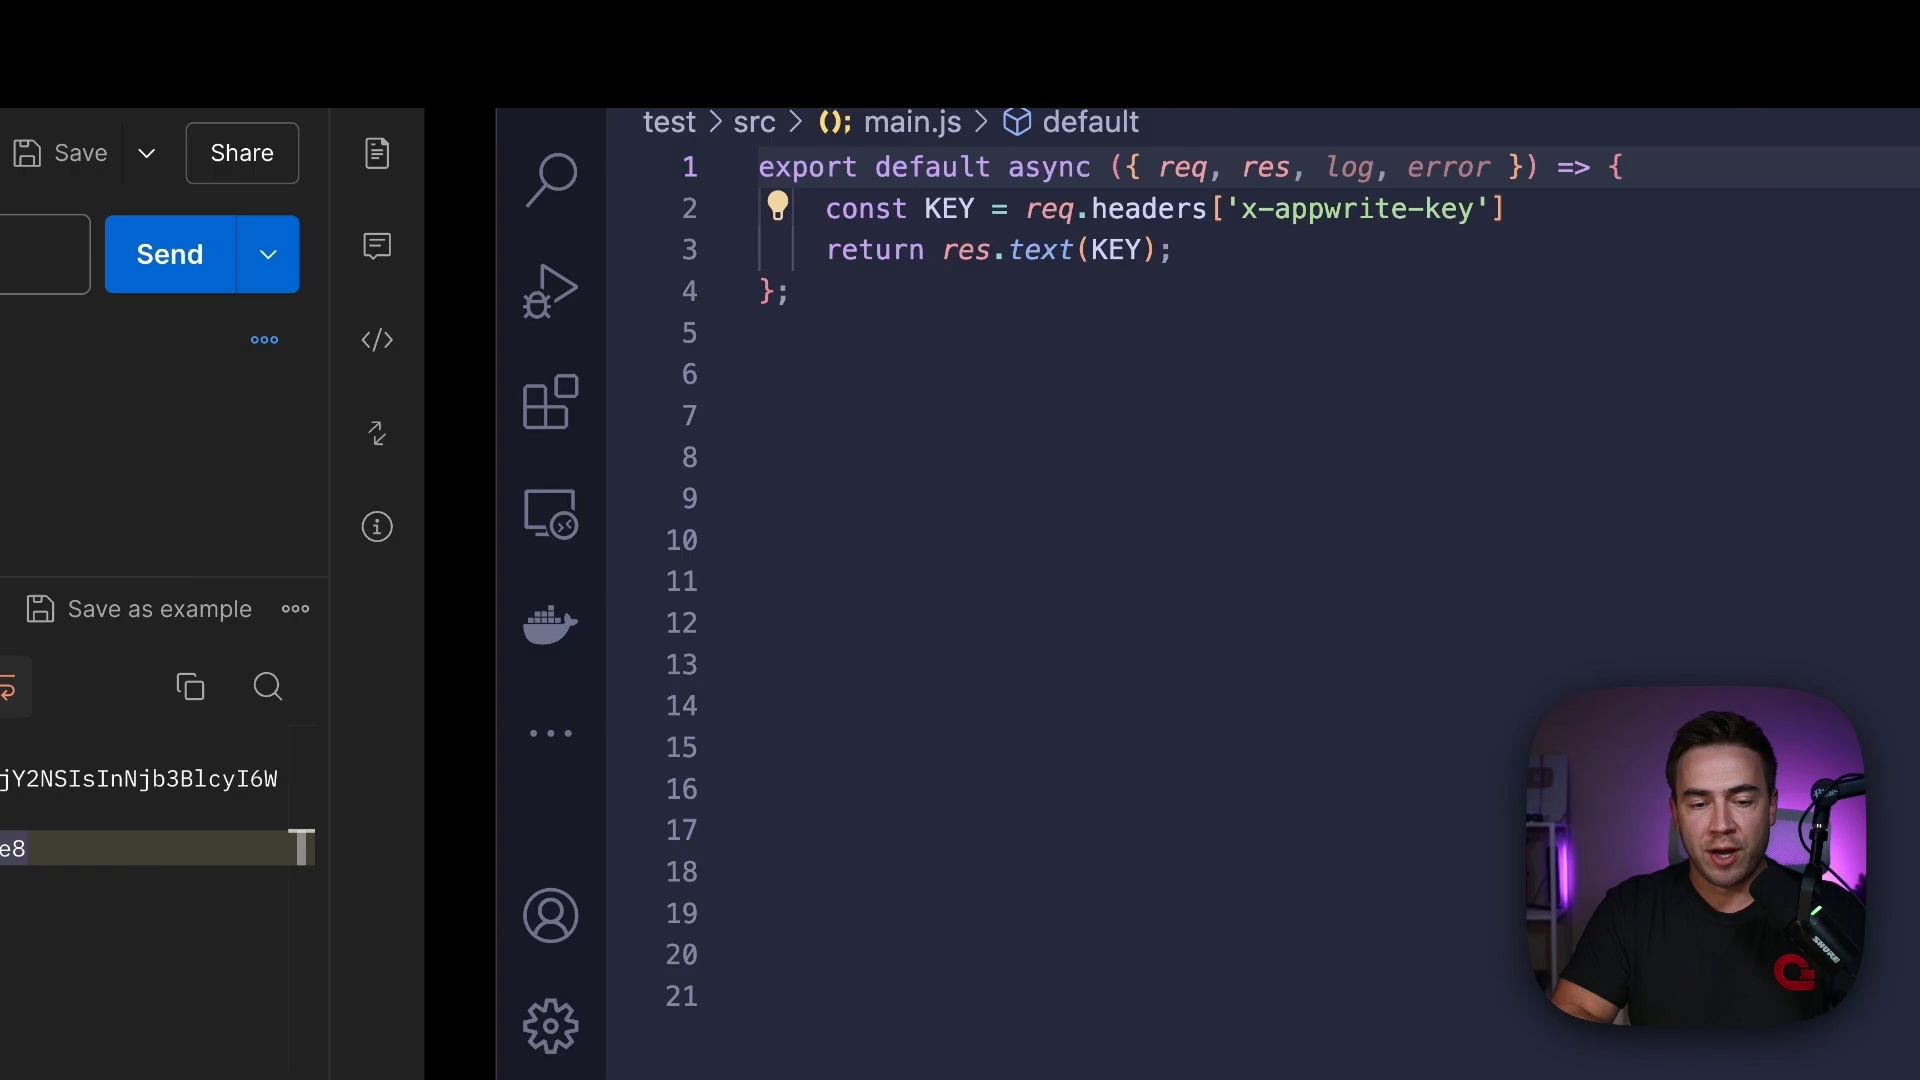 Save
Share
Send
Save as example
jY2NSIsInNjb3BlcyI6W
e8
test > src > (); main.js > default
1 export default async ({ req, res, log, error }) => {
2 const KEY = req.headers['x-appwrite-key']
3 return res.text(KEY);
4 };
5
6
7
8
9
10
11
12
13
14
15
16
17
18
19
20
21
SHURE